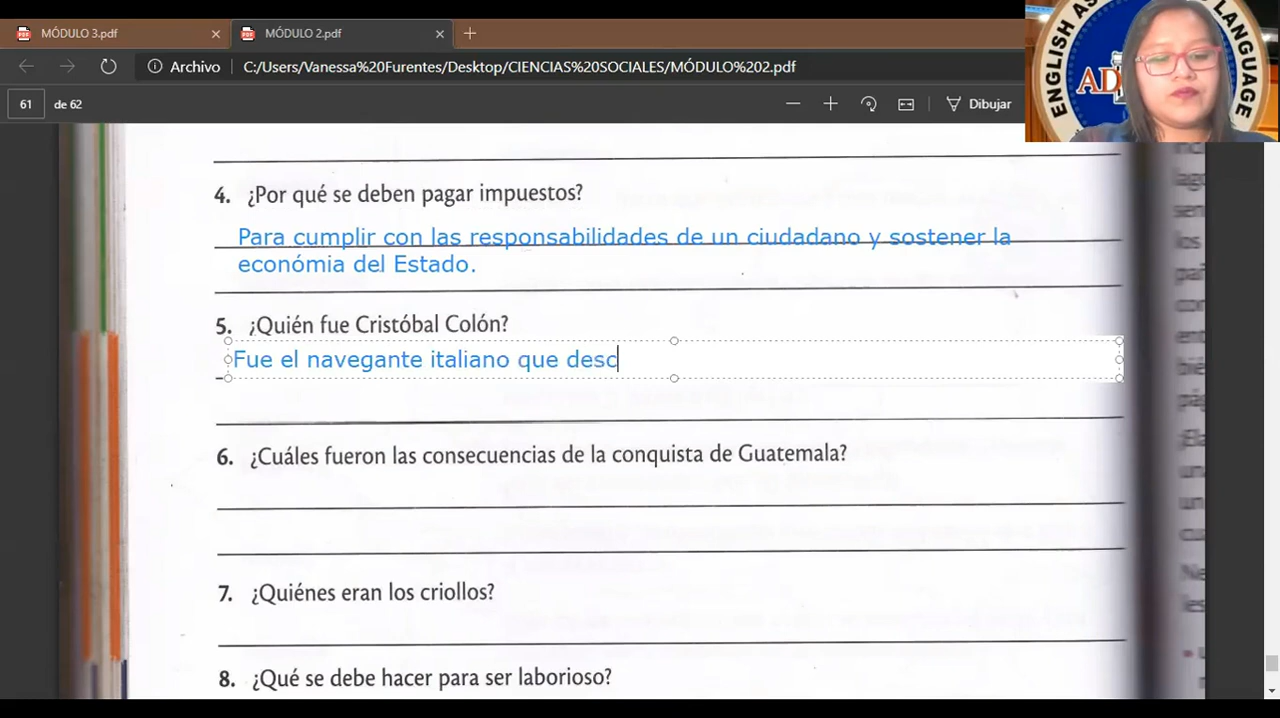 MÓDULO 3.pdf
MÓDULO 2.pdf
Archivo
C:/Users/Vanessa%20Furentes/Desktop/CIENCIAS%20SOCIALES/MÓDULO%202.pdf
61 de 62
Dibujar
ENGLISH AS
LANGUAGE
AD
4. ¿Por qué se deben pagar impuestos?
Para cumplir con las responsabilidades de un ciudadano y sostener la
económia del Estado.
5. ¿Quién fue Cristóbal Colón?
Fue el navegante italiano que desc
6. ¿Cuáles fueron las consecuencias de la conquista de Guatemala?
7. ¿Quiénes eran los criollos?
8. ¿Qué se debe hacer para ser laborioso?